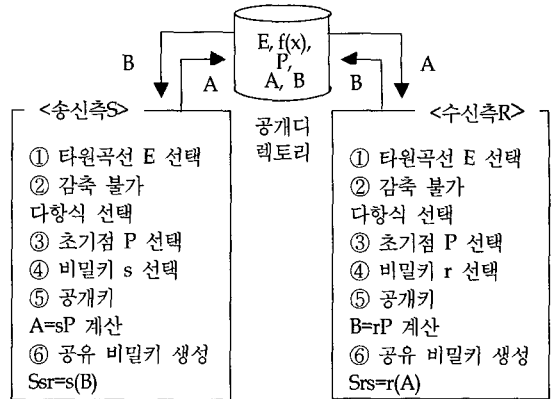 E, f(x),
P,
A, B
B
A
B
A
공개디
렉토리
<송신측S>
① 타원곡선 E 선택
② 감축 불가
다항식 선택
③ 초기점 P 선택
④ 비밀키 s 선택
⑤ 공개키
A=sP 계산
⑥ 공유 비밀키 생성
Ssr=s(B)
<수신측R>
① 타원곡선 E 선택
② 감축 불가
다항식 선택
③ 초기점 P 선택
④ 비밀키 r 선택
⑤ 공개키
B=rP 계산
⑥ 공유 비밀키 생성
Srs=r(A)